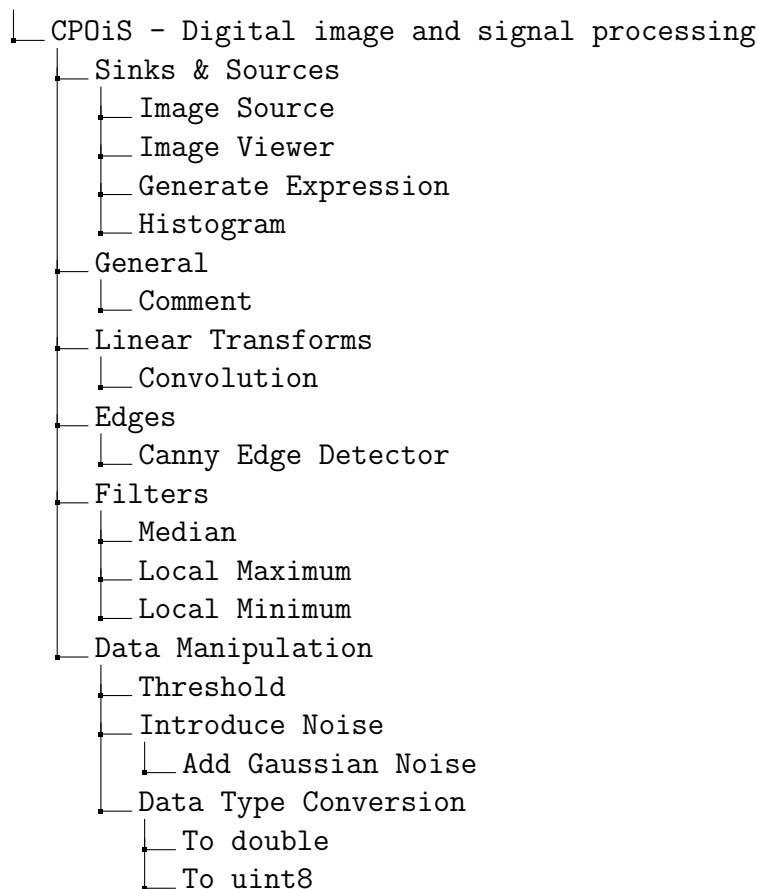 CPOiS - Digital image and signal processing
Sinks & Sources
Image Source
Image Viewer
Generate Expression
Histogram
General
Comment
Linear Transforms
Convolution
Edges
Canny Edge Detector
Filters
Median
Local Maximum
Local Minimum
Data Manipulation
Threshold
Introduce Noise
Add Gaussian Noise
Data Type Conversion
To double
To uint8